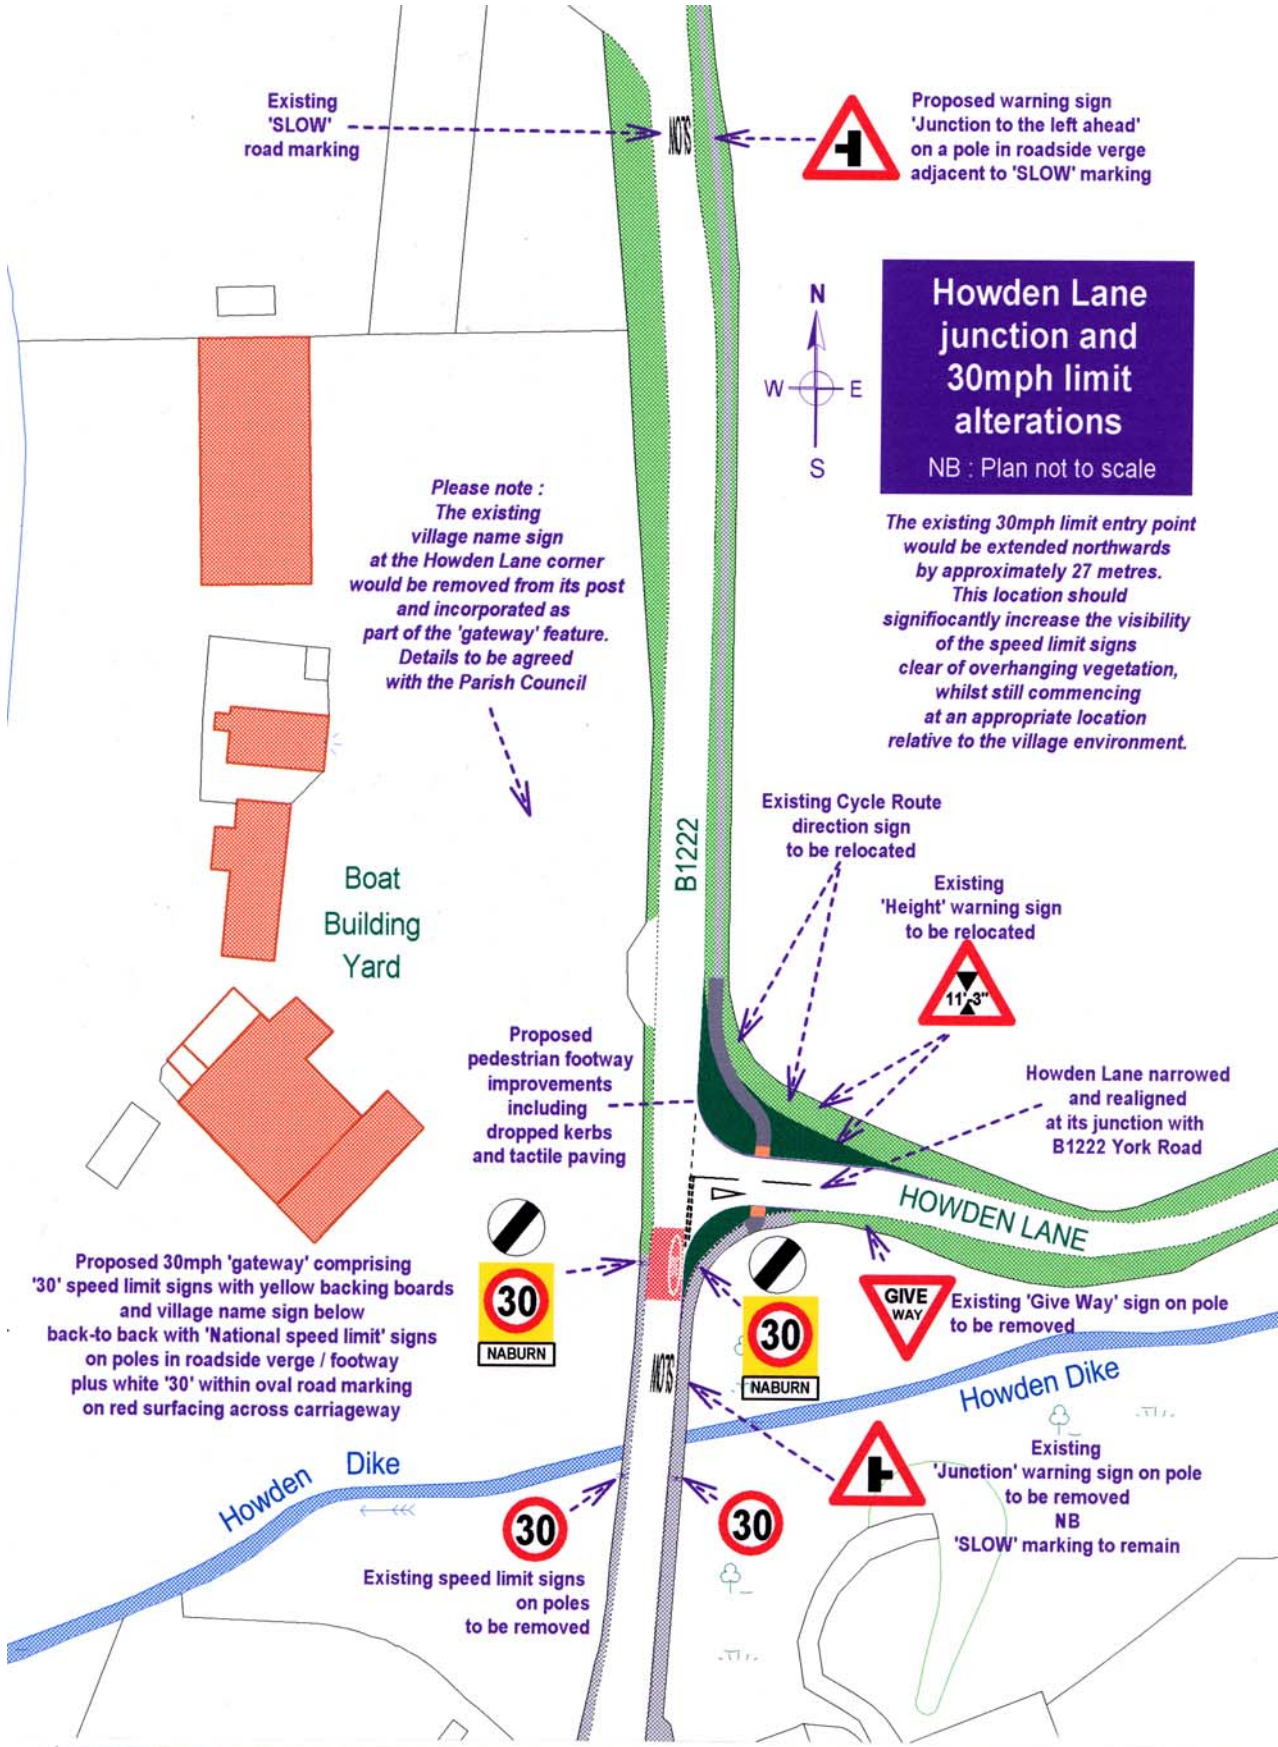 Existing
'SLOW'
road marking
SLOW
Proposed warning sign
'Junction to the left ahead'
on a pole in roadside verge
adjacent to 'SLOW' marking
N
W
E
S
Howden Lane
junction and
30mph limit
alterations
NB : Plan not to scale
Please note :
The existing
village name sign
at the Howden Lane corner
would be removed from its post
and incorporated as
part of the 'gateway' feature.
Details to be agreed
with the Parish Council
The existing 30mph limit entry point
would be extended northwards
by approximately 27 metres.
This location should
signifiocantly increase the visibility
of the speed limit signs
clear of overhanging vegetation,
whilst still commencing
at an appropriate location
relative to the village environment.
B1222
Existing Cycle Route
direction sign
to be relocated
Existing
'Height' warning sign
to be relocated
11'-3"
Boat
Building
Yard
Proposed
pedestrian footway
improvements
including
dropped kerbs
and tactile paving
Howden Lane narrowed
and realigned
at its junction with
B1222 York Road
HOWDEN LANE
Proposed 30mph 'gateway' comprising
'30' speed limit signs with yellow backing boards
and village name sign below
back-to back with 'National speed limit' signs
on poles in roadside verge / footway
plus white '30' within oval road marking
on red surfacing across carriageway
30
NABURN
30
NABURN
GIVE
WAY
Existing 'Give Way' sign on pole
to be removed
SLOW
Howden Dike
Howden Dike
Existing
'Junction' warning sign on pole
to be removed
NB
'SLOW' marking to remain
30
30
Existing speed limit signs
on poles
to be removed